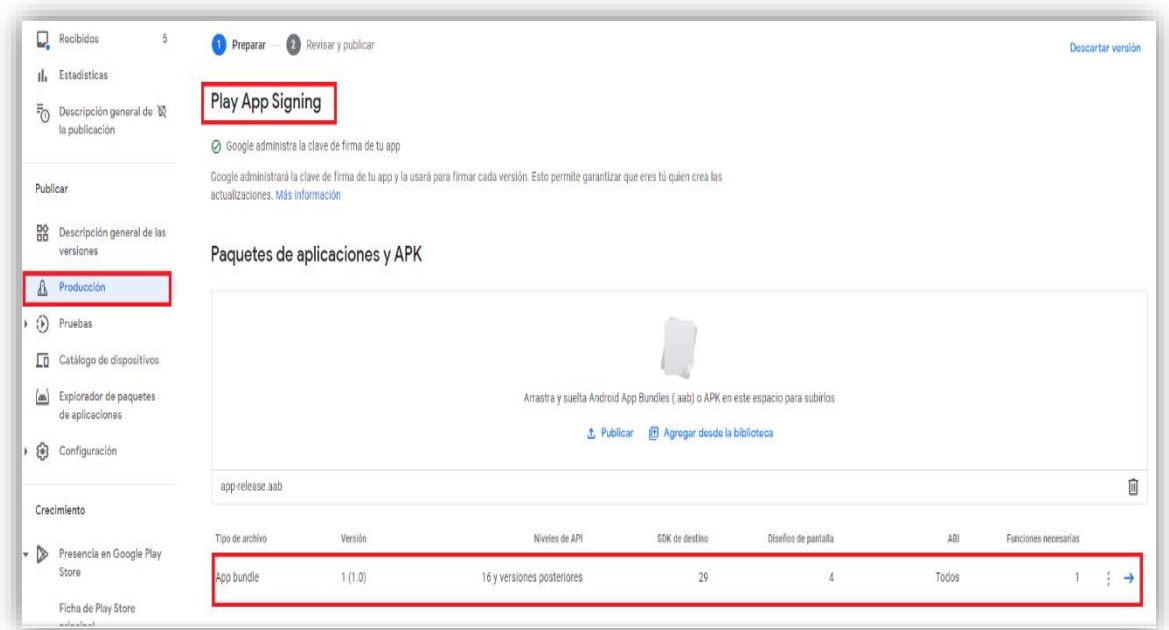 Recibidos 5
Estadísticas
Descripción general de
la publicación
Publicar
Descripción general de las
versiones
Producción
Pruebas
Catálogo de dispositivos
Explorador de paquetes
de aplicaciones
Configuración
Crecimiento
Presencia en Google Play
Store
Ficha de Play Store
principal
1 Preparar — 2 Revisar y publicar
Descartar versión
Play App Signing
Google administra la clave de firma de tu app
Google administrará la clave de firma de tu app y la usará para firmar cada versión. Esto permite garantizar que eres tú quien crea las
actualizaciones. Más información
Paquetes de aplicaciones y APK
Arrastra y suelta Android App Bundles (.aab) o APK en este espacio para subirlos
Publicar Agregar desde la biblioteca
app-release.aab
Tipo de archivo Versión Niveles de API SDK de destino Diseños de pantalla ABI Funciones necesarias
App bundle 1 (1.0) 16 y versiones posteriores 29 4 Todos 1